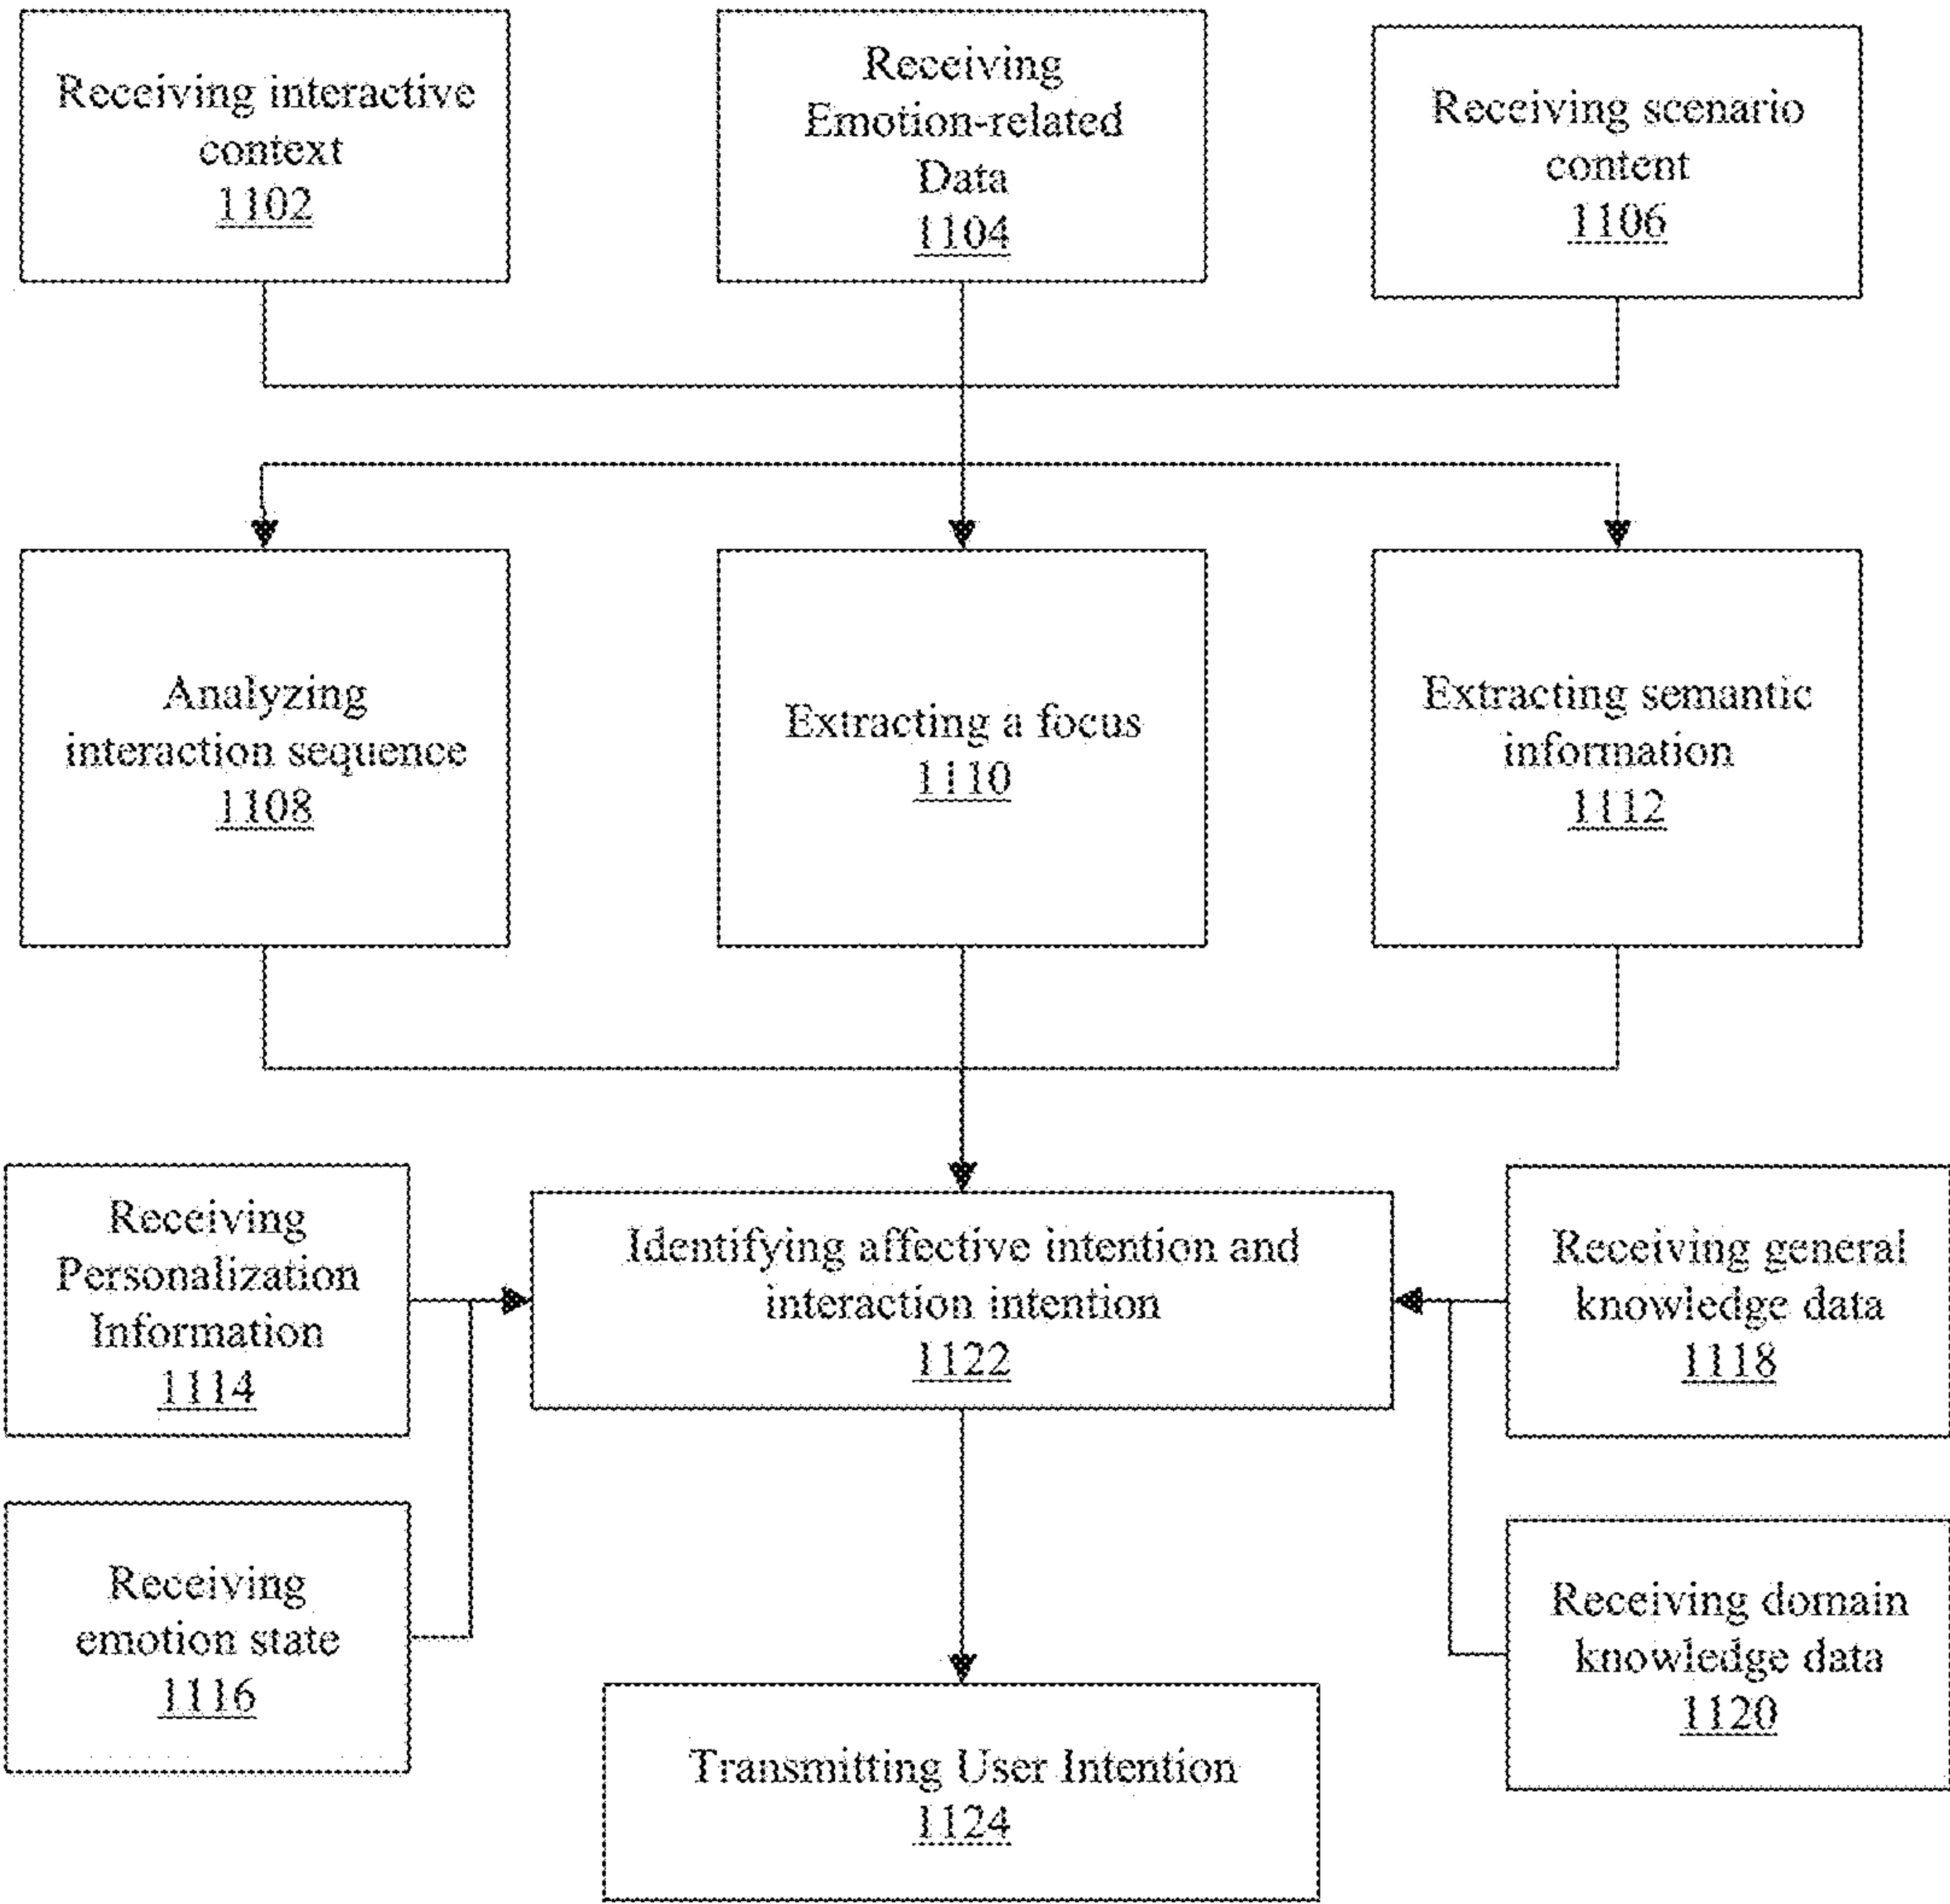 Receiving interactive
context
1102
Receiving
Emotion-related
Data
1104
Receiving scenario
content
1106
Analyzing
interaction sequence
1108
Extracting a focus
1110
Extracting semantic
information
1112
Receiving
Personalization
Information
1114
Identifying affective intention and
interaction intention
1122
Receiving general
knowledge data
1118
Receiving
emotion state
1116
Receiving domain
knowledge data
1120
Transmitting User Intention
1124